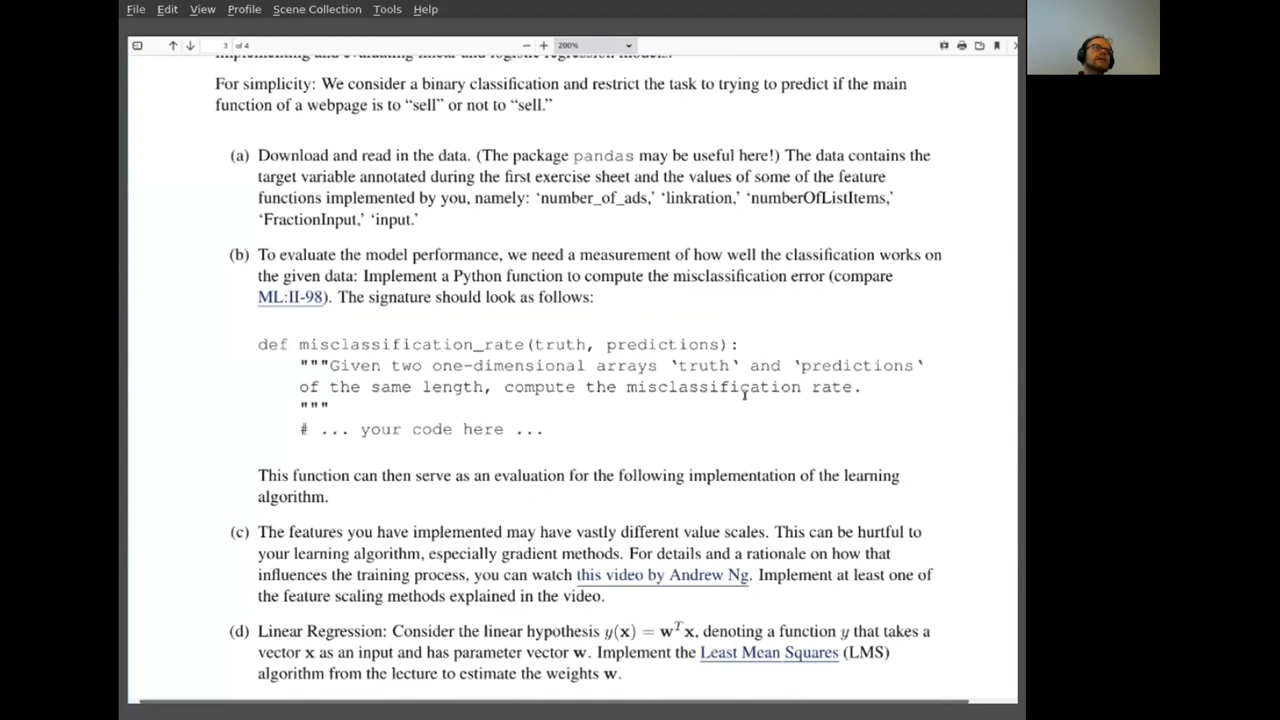 File Edit View Profile Scene Collection Tools Help
3 of 4
200%
implementing and evaluating linear and logistic regression models.
For simplicity: We consider a binary classification and restrict the task to trying to predict if the main
function of a webpage is to “sell” or not to “sell.”
(a) Download and read in the data. (The package pandas may be useful here!) The data contains the
target variable annotated during the first exercise sheet and the values of some of the feature
functions implemented by you, namely: ‘number_of_ads,’ ‘linkration,’ ‘numberOfListItems,’
‘FractionInput,’ ‘input.’
(b) To evaluate the model performance, we need a measurement of how well the classification works on
the given data: Implement a Python function to compute the misclassification error (compare
ML:II-98). The signature should look as follows:
def misclassification_rate(truth, predictions):
"""Given two one-dimensional arrays ‘truth‘ and ‘predictions‘
of the same length, compute the misclassification rate.
"""
# ... your code here ...
This function can then serve as an evaluation for the following implementation of the learning
algorithm.
(c) The features you have implemented may have vastly different value scales. This can be hurtful to
your learning algorithm, especially gradient methods. For details and a rationale on how that
influences the training process, you can watch this video by Andrew Ng. Implement at least one of
the feature scaling methods explained in the video.
(d) Linear Regression: Consider the linear hypothesis y(x) = wᵀx, denoting a function y that takes a
vector x as an input and has parameter vector w. Implement the Least Mean Squares (LMS)
algorithm from the lecture to estimate the weights w.